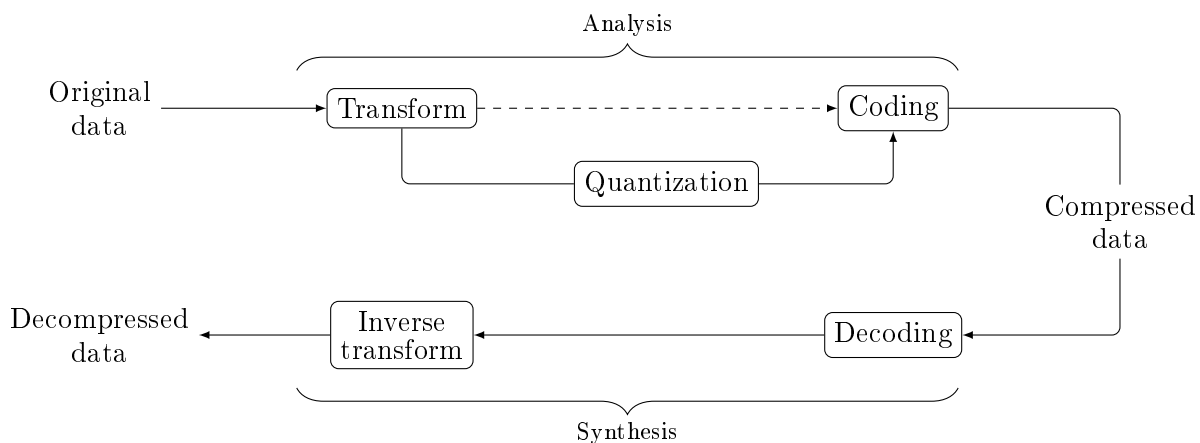 Analysis
Original
data
Transform
Coding
Quantization
Compressed
data
Decompressed
data
Inverse
transform
Decoding
Synthesis